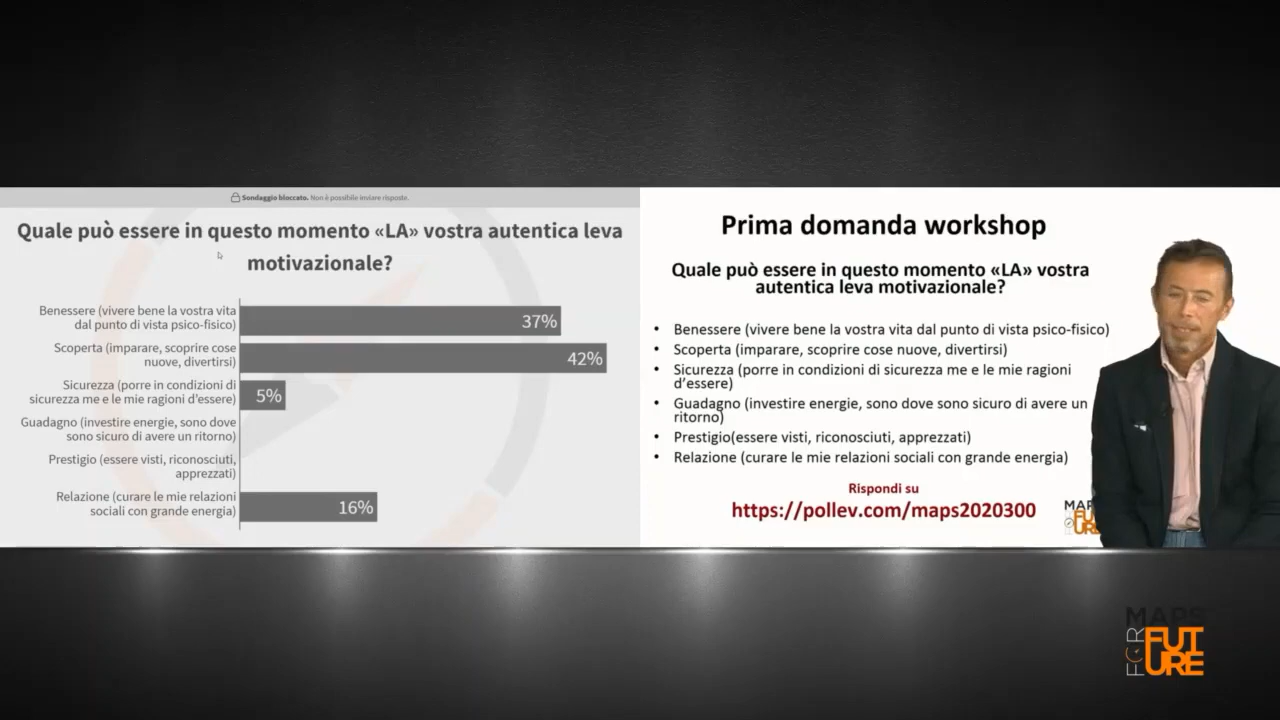 Sondaggio bloccato. Non è possibile inviare risposte.
Quale può essere in questo momento «LA» vostra autentica leva
motivazionale?
Benessere (vivere bene la vostra vita
dal punto di vista psico-fisico)
37%
Scoperta (imparare, scoprire cose
nuove, divertirsi)
42%
Sicurezza (porre in condizioni di
sicurezza me e le mie ragioni d'essere)
5%
Guadagno (investire energie, sono dove
sono sicuro di avere un ritorno)
Prestigio (essere visti, riconosciuti,
apprezzati)
Relazione (curare le mie relazioni
sociali con grande energia)
16%
Prima domanda workshop
Quale può essere in questo momento «LA» vostra
autentica leva motivazionale?
• Benessere (vivere bene la vostra vita dal punto di vista psico-fisico)
• Scoperta (imparare, scoprire cose nuove, divertirsi)
• Sicurezza (porre in condizioni di sicurezza me e le mie ragioni
d’essere)
• Guadagno (investire energie, sono dove sono sicuro di avere un
ritorno)
• Prestigio(essere visti, riconosciuti, apprezzati)
• Relazione (curare le mie relazioni sociali con grande energia)
Rispondi su
https://pollev.com/maps2020300
MAPS
FUT
URE
MAPS
FOR
FUT
URE